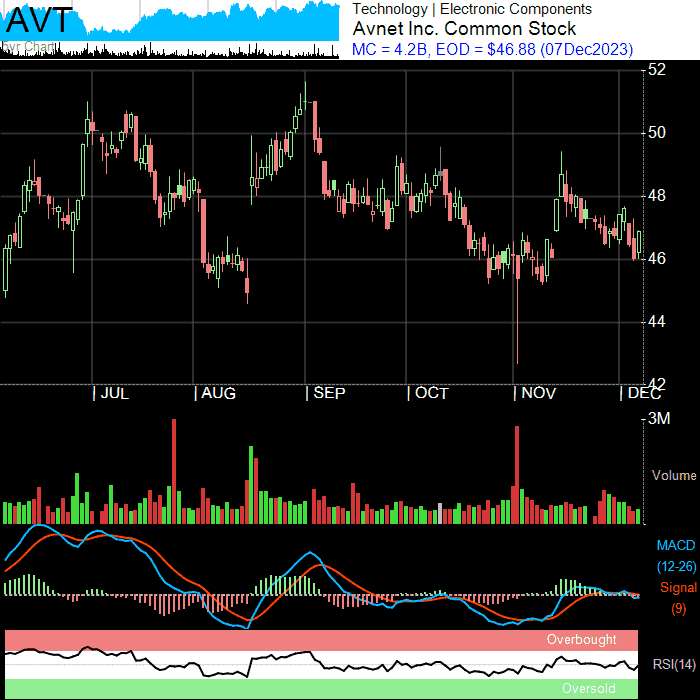 AVT
5yr Chart
Technology | Electronic Components
Avnet Inc. Common Stock
MC = 4.2B, EOD = $46.88 (07Dec2023)
52
50
48
46
44
42
| JUL | AUG | SEP | OCT | NOV | DEC
3M
Volume
MACD
(12-26)
Signal
(9)
Overbought
RSI(14)
Oversold